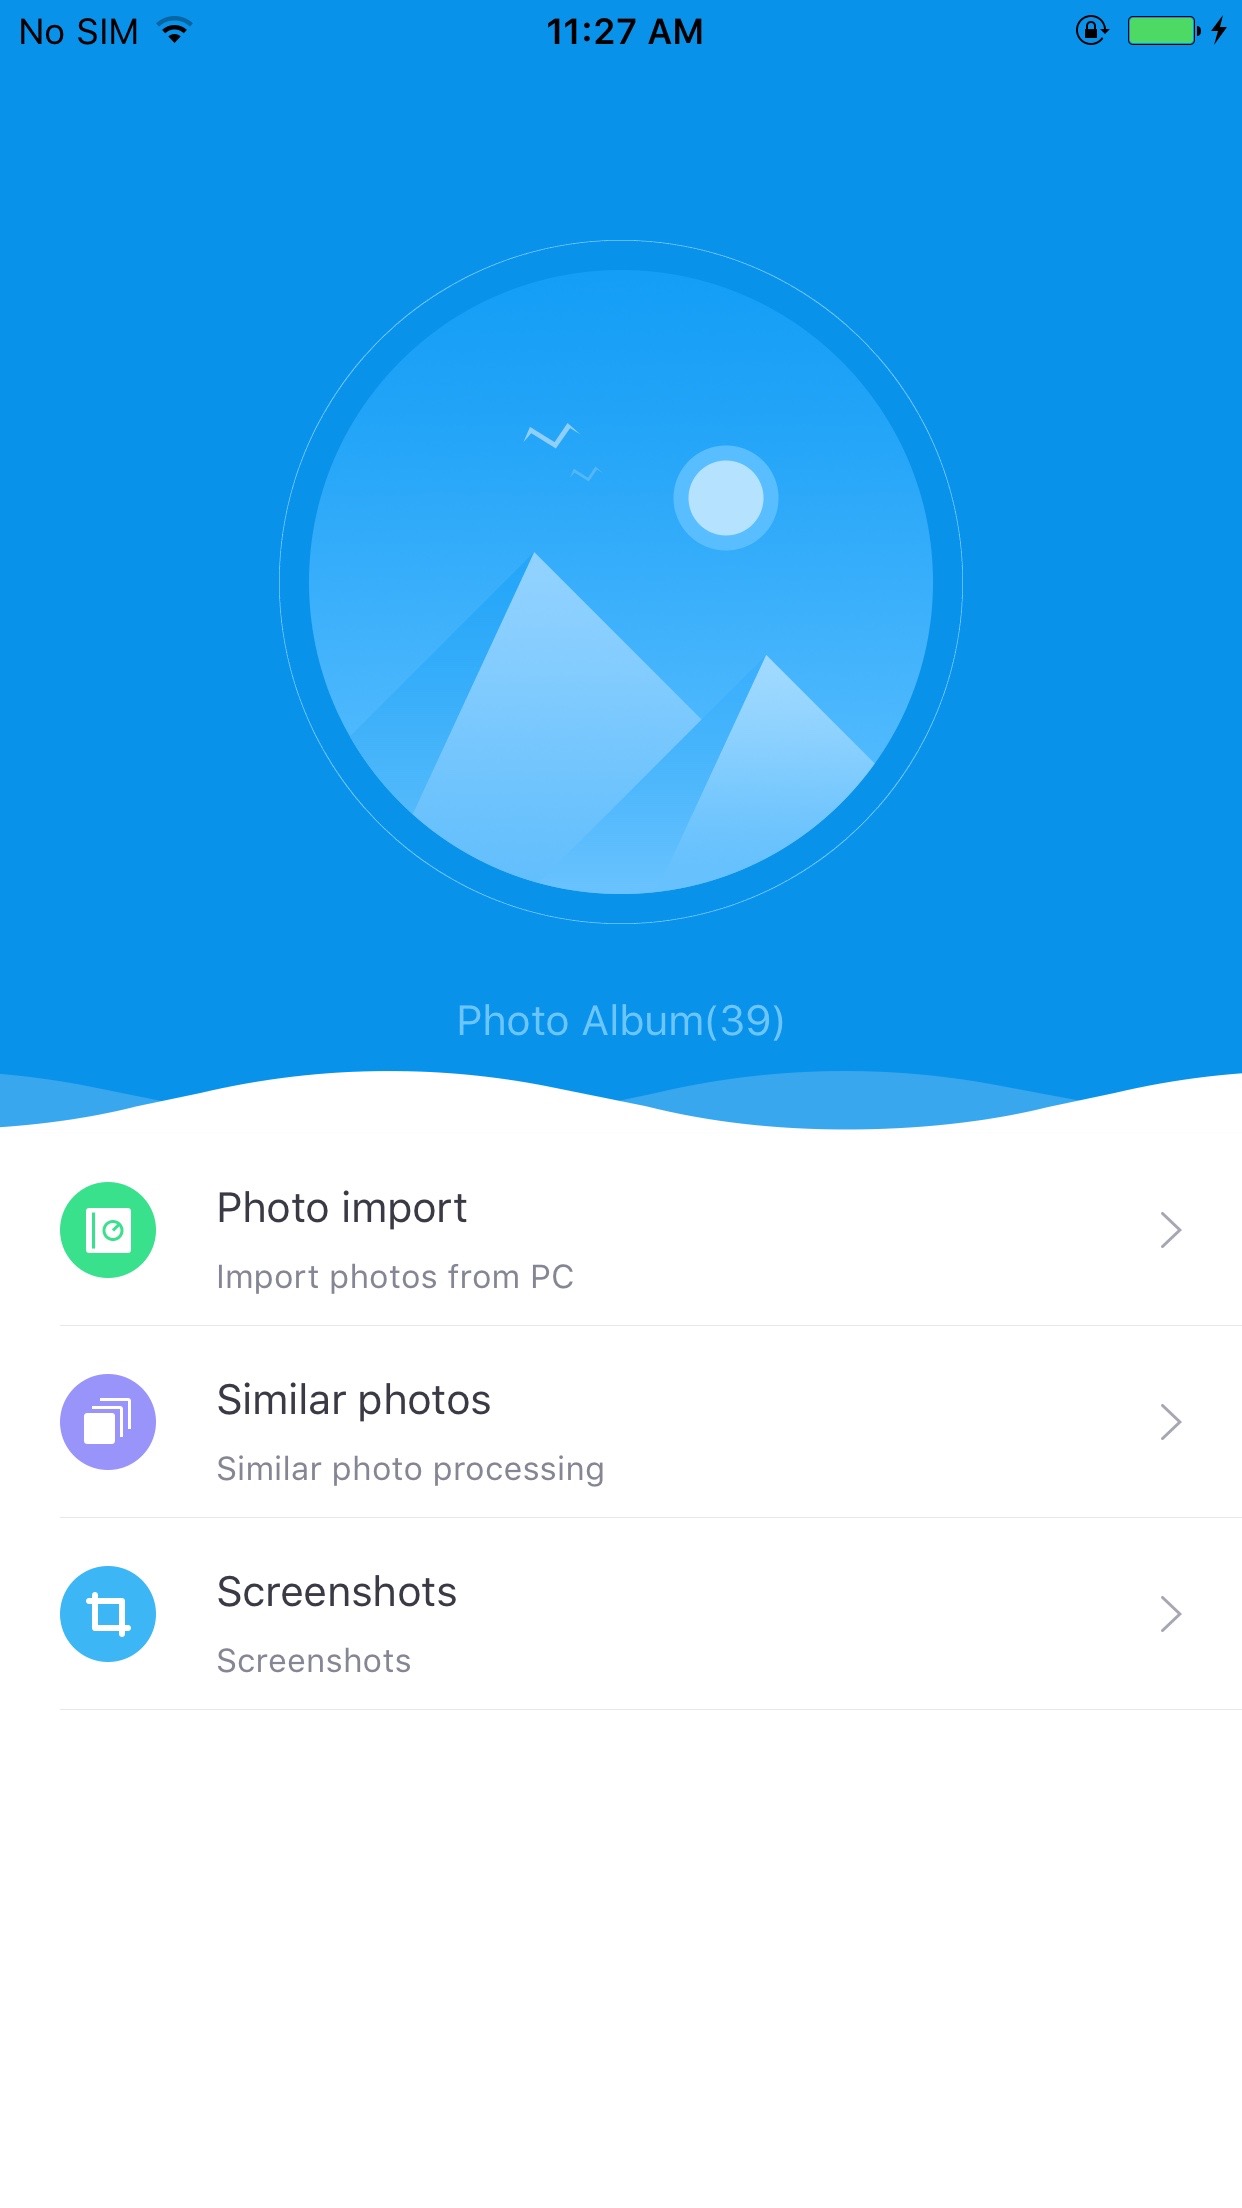 No SIM
11:27 AM
Photo Album(39)
Photo import
Import photos from PC
Similar photos
Similar photo processing
Screenshots
Screenshots